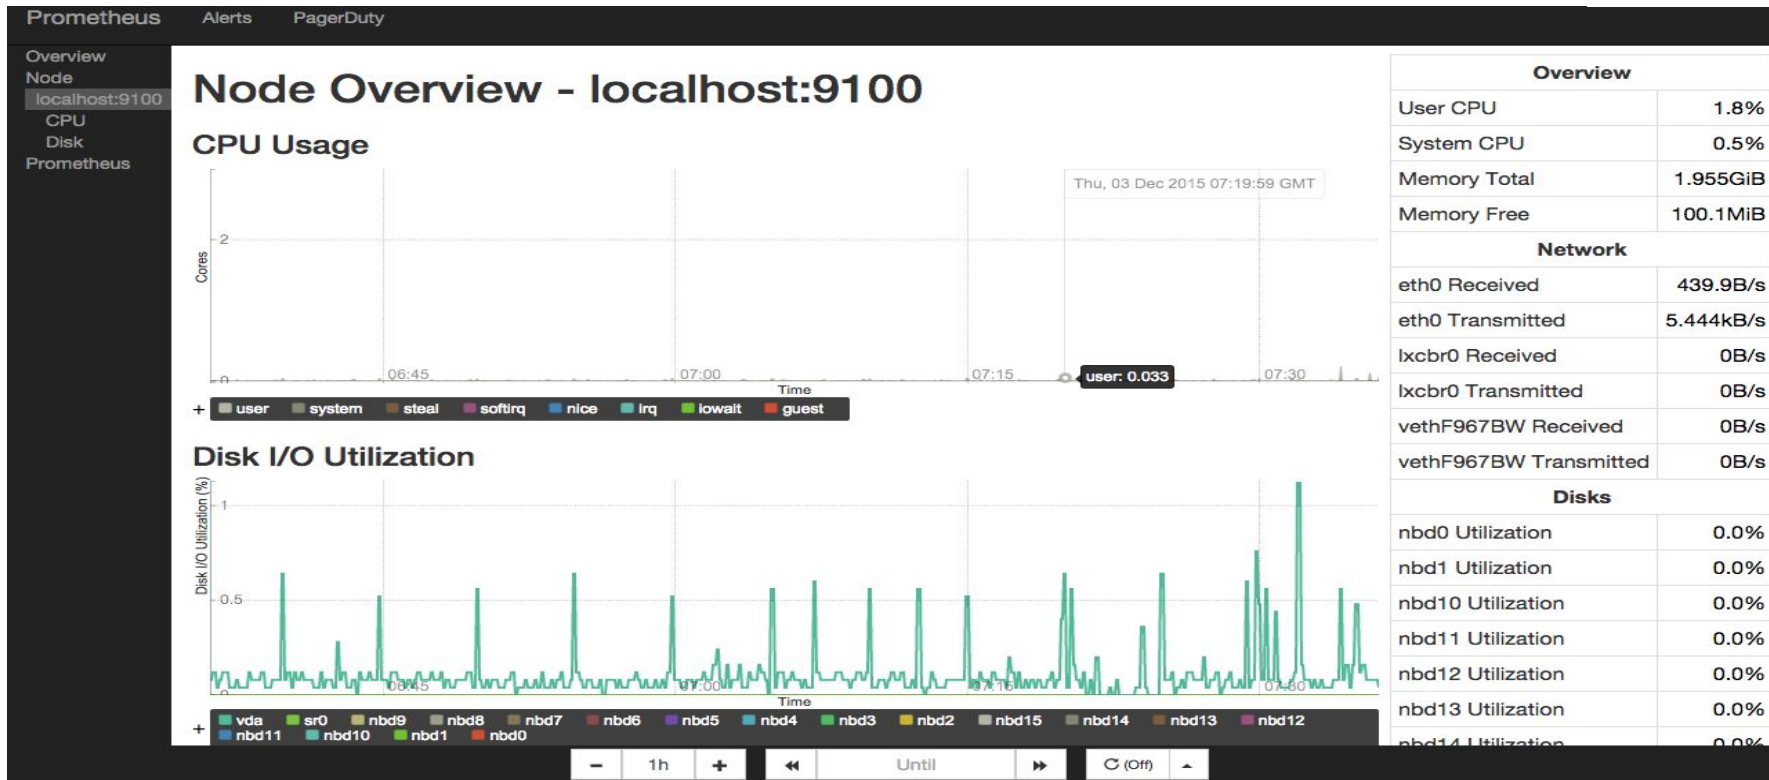 Prometheus Alerts PagerDuty
Overview
Node
localhost:9100
CPU
Disk
Prometheus
Node Overview - localhost:9100
CPU Usage
Thu, 03 Dec 2015 07:19:59 GMT
2
Cores
0
06:45 07:00 07:15 07:30
user: 0.033
Time
+ user system steal softirq nice irq iowait guest
Disk I/O Utilization
Disk I/O Utilization (%)
1
0.5
0
06:45 07:00 07:15 07:30
Time
+ vda sr0 nbd9 nbd8 nbd7 nbd6 nbd5 nbd4 nbd3 nbd2 nbd15 nbd14 nbd13 nbd12
nbd11 nbd10 nbd1 nbd0
Overview
User CPU 1.8%
System CPU 0.5%
Memory Total 1.955GiB
Memory Free 100.1MiB
Network
eth0 Received 439.9B/s
eth0 Transmitted 5.444kB/s
lxcbr0 Received 0B/s
lxcbr0 Transmitted 0B/s
vethF967BW Received 0B/s
vethF967BW Transmitted 0B/s
Disks
nbd0 Utilization 0.0%
nbd1 Utilization 0.0%
nbd10 Utilization 0.0%
nbd11 Utilization 0.0%
nbd12 Utilization 0.0%
nbd13 Utilization 0.0%
nbd14 Utilization 0.0%
− 1h + Until (Off)